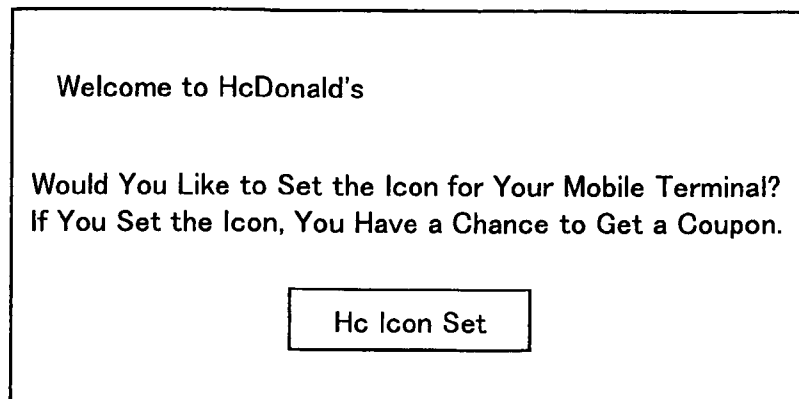 Welcome to HcDonald's
Would You Like to Set the Icon for Your Mobile Terminal?
If You Set the Icon, You Have a Chance to Get a Coupon.
Hc Icon Set